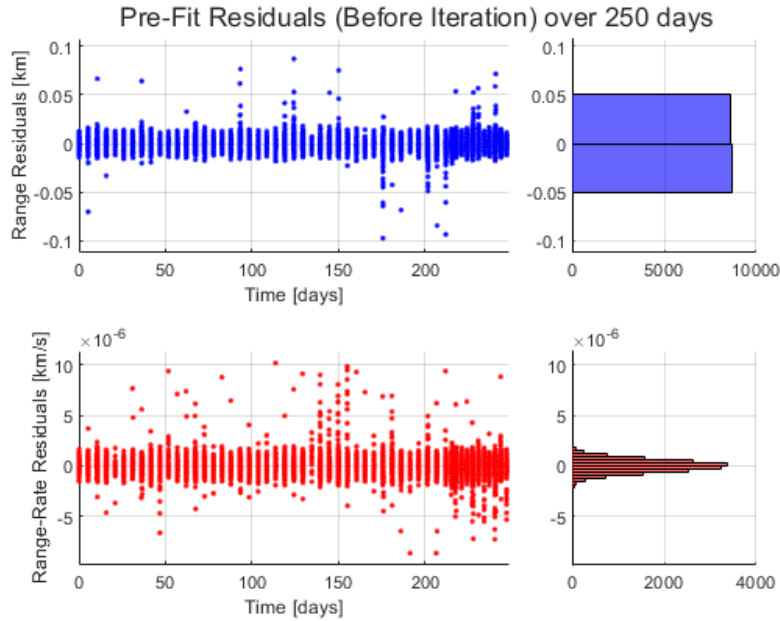 Pre-Fit Residuals (Before Iteration) over 250 days
Range Residuals [km]
0.1
0.05
0
-0.05
-0.1
0 50 100 150 200
Time [days]
0.1
0.05
0
-0.05
-0.1
0 5000 10000
Range-Rate Residuals [km/s]
×10^-6
10
5
0
-5
0 50 100 150 200
Time [days]
×10^-6
10
5
0
-5
0 2000 4000